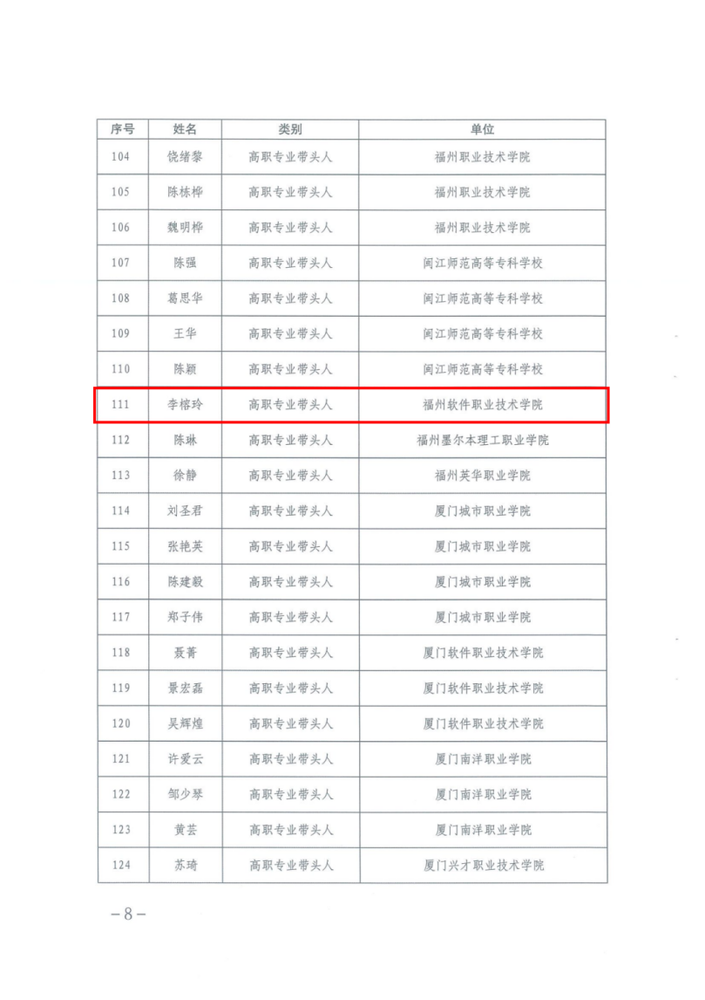 序号 姓名 类别 单位
104 饶绪黎 高职专业带头人 福州职业技术学院
105 陈栋桦 高职专业带头人 福州职业技术学院
106 魏明桦 高职专业带头人 福州职业技术学院
107 陈强 高职专业带头人 闽江师范高等专科学校
108 葛思华 高职专业带头人 闽江师范高等专科学校
109 王华 高职专业带头人 闽江师范高等专科学校
110 陈颖 高职专业带头人 闽江师范高等专科学校
111 李榕玲 高职专业带头人 福州软件职业技术学院
112 陈琳 高职专业带头人 福州墨尔本理工职业学院
113 徐静 高职专业带头人 福州英华职业学院
114 刘圣君 高职专业带头人 厦门城市职业学院
115 张艳英 高职专业带头人 厦门城市职业学院
116 陈建毅 高职专业带头人 厦门城市职业学院
117 郑子伟 高职专业带头人 厦门城市职业学院
118 聂菁 高职专业带头人 厦门软件职业技术学院
119 景宏磊 高职专业带头人 厦门软件职业技术学院
120 吴辉煌 高职专业带头人 厦门软件职业技术学院
121 许爱云 高职专业带头人 厦门南洋职业学院
122 邹少琴 高职专业带头人 厦门南洋职业学院
123 黄芸 高职专业带头人 厦门南洋职业学院
124 苏琦 高职专业带头人 厦门兴才职业技术学院
－8－